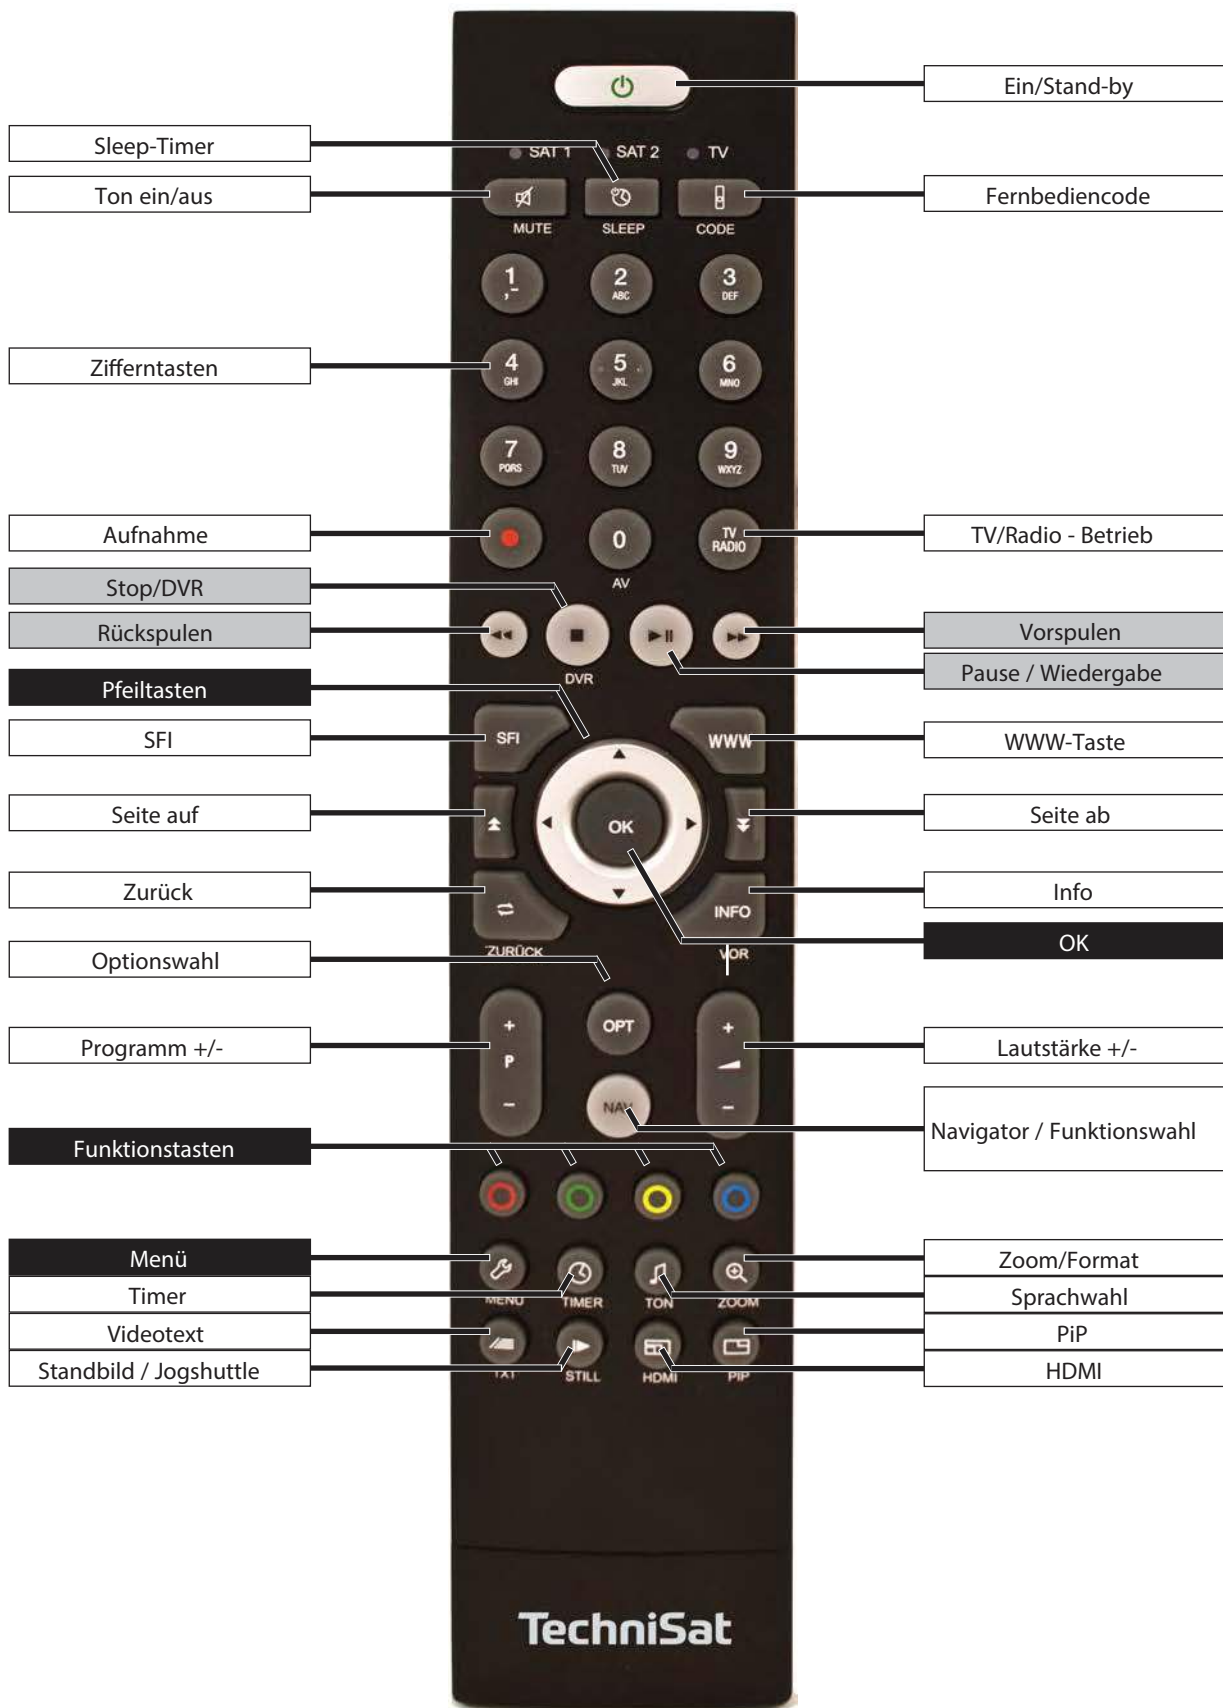 Ein/Stand-by
Sleep-Timer
SAT 1 SAT 2 TV
Ton ein/aus
Fernbediencode
MUTE SLEEP CODE
1 2 3
,- ABC DEF
Zifferntasten
4 5 6
GHI JKL MNO
7 8 9
PQRS TUV WXYZ
Aufnahme
0
TV
RADIO
TV/Radio - Betrieb
AV
Stop/DVR
Rückspulen
Vorspulen
Pause / Wiedergabe
DVR
Pfeiltasten
SFI
SFI
WWW
WWW-Taste
Seite auf
OK
Seite ab
Zurück
INFO
Info
OK
ZURÜCK
VOR
Optionswahl
OPT
Programm +/-
+ +
P
- -
Lautstärke +/-
NAV
Navigator / Funktionswahl
Funktionstasten
Menü
Zoom/Format
MENÜ TIMER TON ZOOM
Timer
Sprachwahl
Videotext
PiP
Standbild / Jogshuttle
HDMI
TXT STILL HDMI PIP
TechniSat